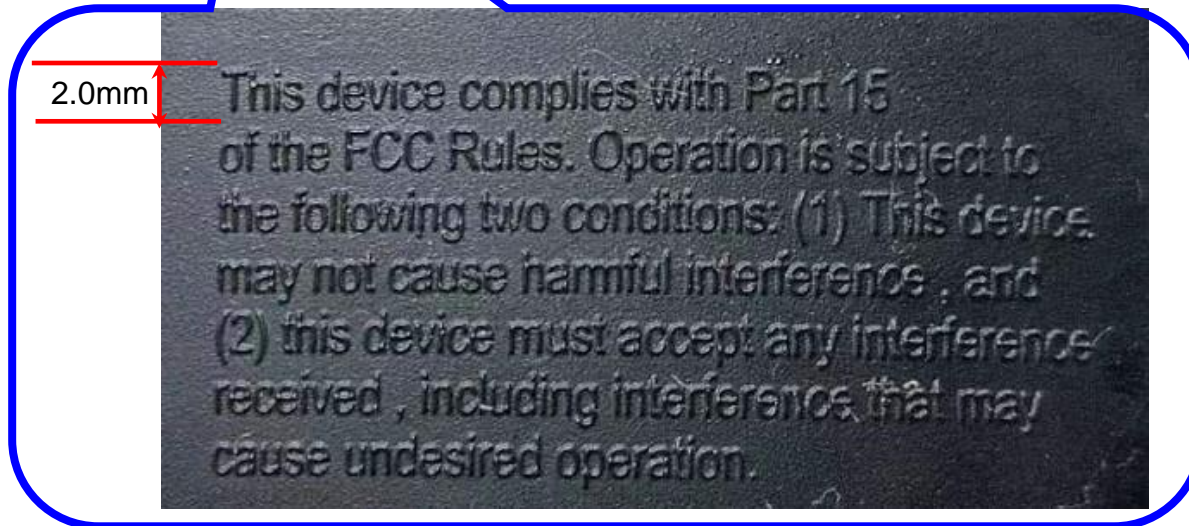 2.0mm
This device complies with Part 15
of the FCC Rules. Operation is subject to
the following two conditions: (1) This device
may not cause harmful interference , and
(2) this device must accept any interference
received , including interference that may
cause undesired operation.